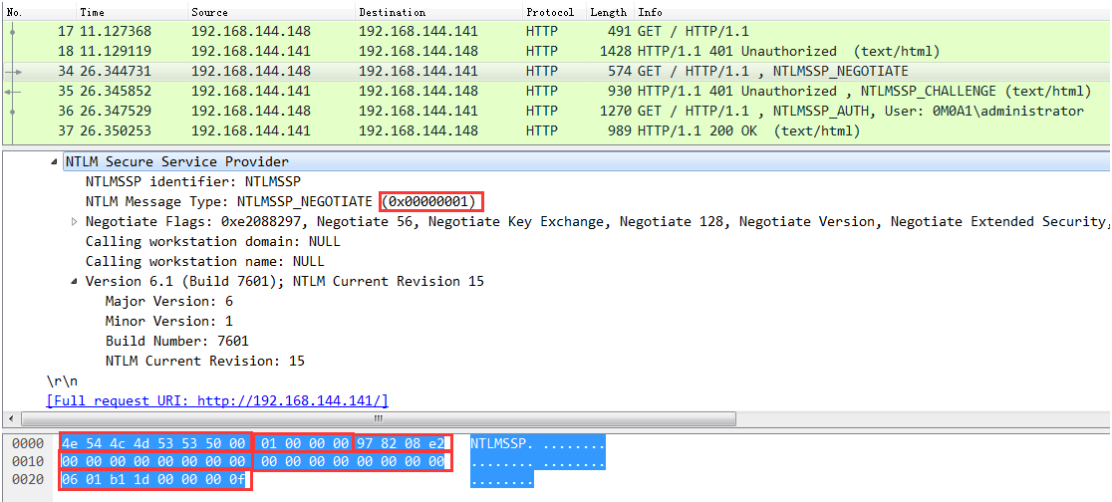 No. Time Source Destination Protocol Length Info
17 11.127368 192.168.144.148 192.168.144.141 HTTP 491 GET / HTTP/1.1
18 11.129119 192.168.144.141 192.168.144.148 HTTP 1428 HTTP/1.1 401 Unauthorized (text/html)
34 26.344731 192.168.144.148 192.168.144.141 HTTP 574 GET / HTTP/1.1 , NTLMSSP_NEGOTIATE
35 26.345852 192.168.144.141 192.168.144.148 HTTP 930 HTTP/1.1 401 Unauthorized , NTLMSSP_CHALLENGE (text/html)
36 26.347529 192.168.144.148 192.168.144.141 HTTP 1270 GET / HTTP/1.1 , NTLMSSP_AUTH, User: 0M0A1\administrator
37 26.350253 192.168.144.141 192.168.144.148 HTTP 989 HTTP/1.1 200 OK (text/html)
NTLM Secure Service Provider
NTLMSSP identifier: NTLMSSP
NTLM Message Type: NTLMSSP_NEGOTIATE (0x00000001)
Negotiate Flags: 0xe2088297, Negotiate 56, Negotiate Key Exchange, Negotiate 128, Negotiate Version, Negotiate Extended Security,
Calling workstation domain: NULL
Calling workstation name: NULL
Version 6.1 (Build 7601); NTLM Current Revision 15
Major Version: 6
Minor Version: 1
Build Number: 7601
NTLM Current Revision: 15
\r\n
[Full request URI: http://192.168.144.141/]
0000 4e 54 4c 4d 53 53 50 00 01 00 00 00 97 82 08 e2 NTLMSSP. ........
0010 00 00 00 00 00 00 00 00 00 00 00 00 00 00 00 00 ........ ........
0020 06 01 b1 1d 00 00 00 0f ........